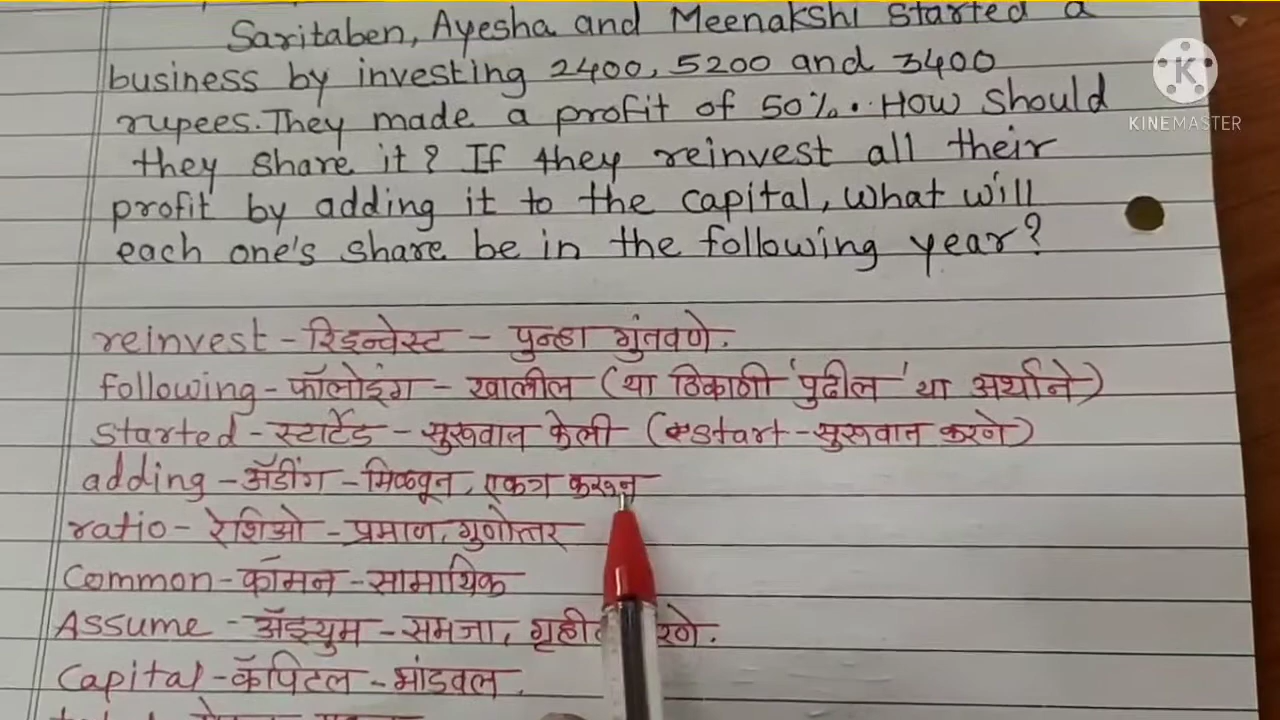 Saritaben, Ayesha and Meenakshi started a
business by investing 2400, 5200 and 3400
rupees. They made a profit of 50%. How should
they share it? If they reinvest all their
profit by adding it to the capital, what will
each one's share be in the following year?
K
KINEMASTER
reinvest - रिइन्वेस्ट - पुन्हा गुंतवणे.
following - फॉलोइंग - खालील (या ठिकाणी 'पुढील' या अर्थाने)
started - स्टार्टेड - सुरूवात केली (start - सुरूवात करणे)
adding - ॲडींग - मिळवून, एकत्र करून
ratio - रेशिओ - प्रमाण, गुणोत्तर
Common - कॉमन - सामायिक
Assume - ॲझ्युम - समजा,
Capital - कॅपिटल - भांडवल.